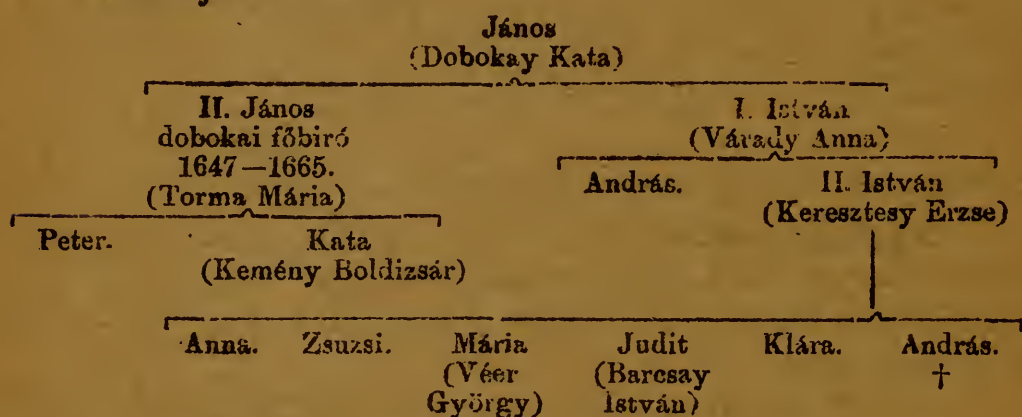 János
(Dobokay Kata)
II. János I. István
dobokai főbiró (Várady Anna)
1647—1665. András. II. István
(Torma Mária) (Keresztesy Erzse)
Peter. Kata
(Kemény Boldizsár)
Anna. Zsuzsi. Mária Judit Klára. András.
(Véer (Barcsay †
György) István)